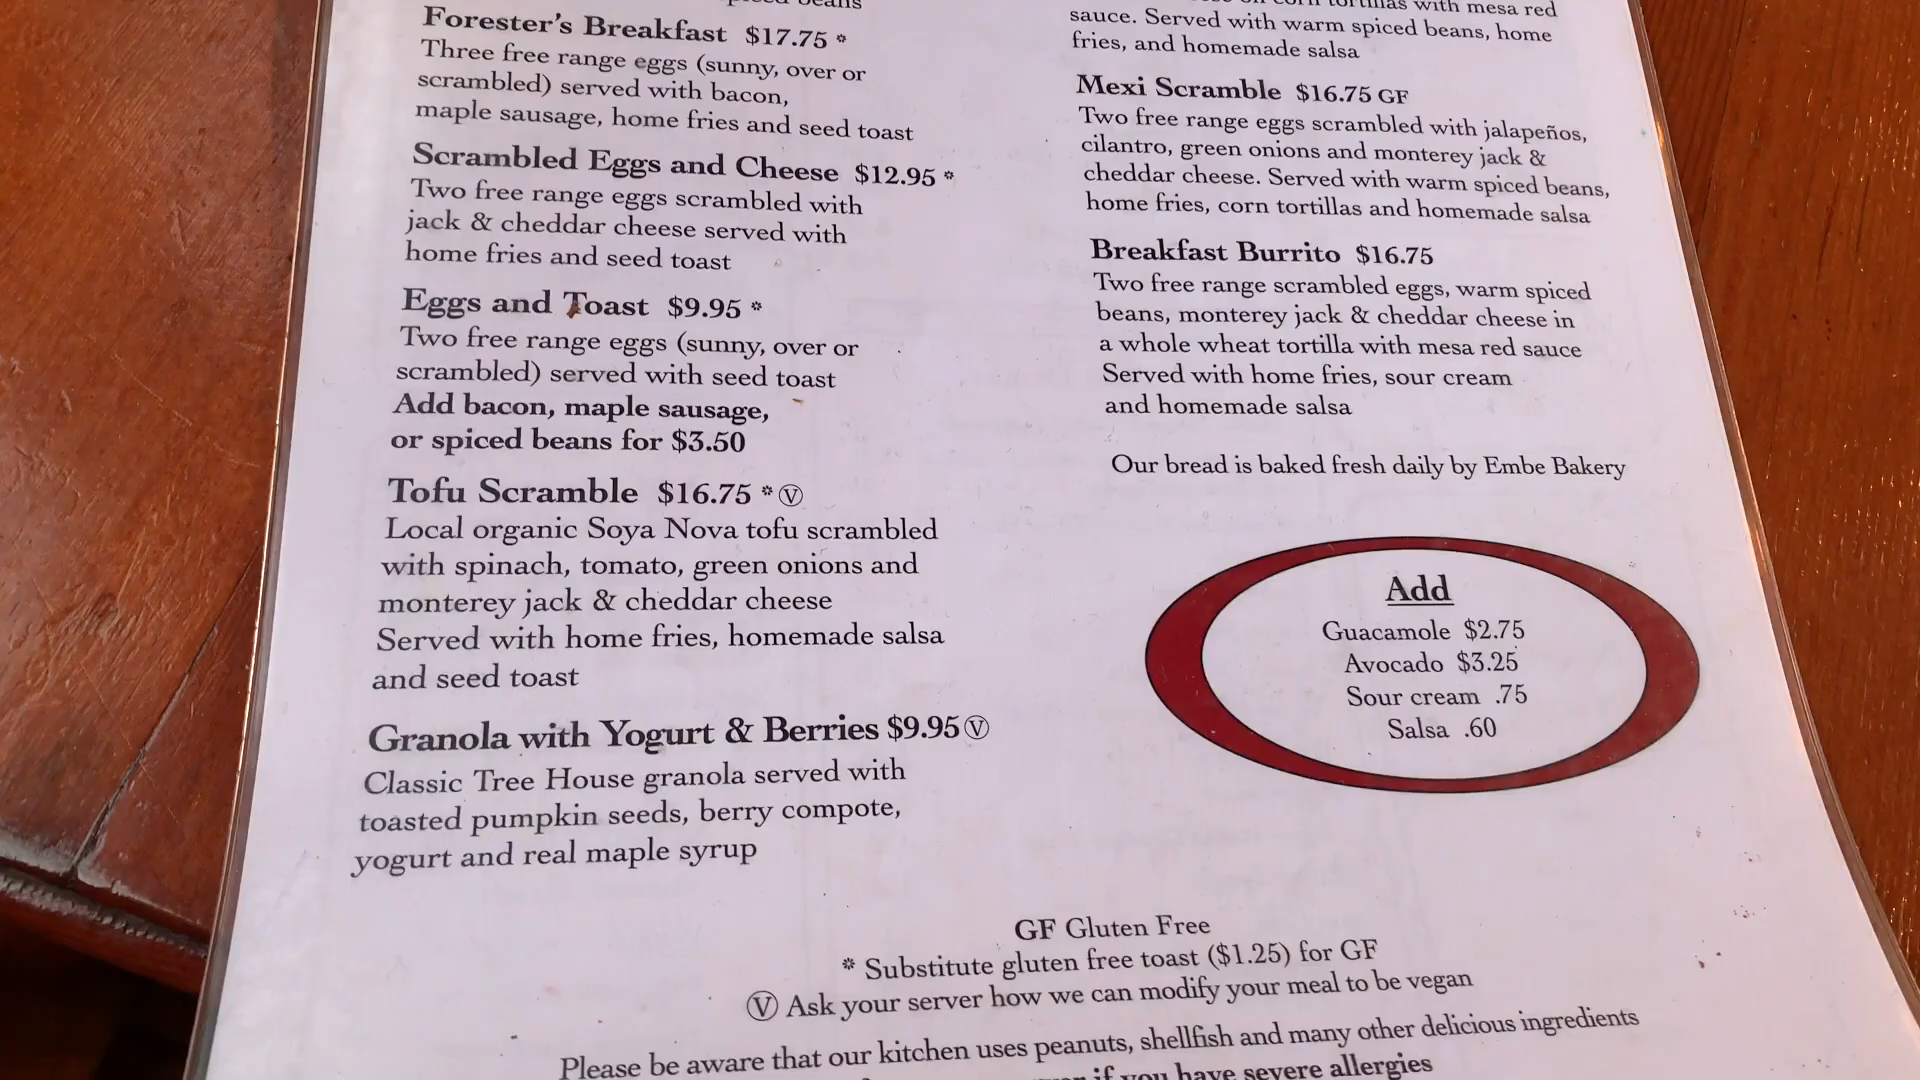 beans
Forester's Breakfast $17.75 *
Three free range eggs (sunny, over or
scrambled) served with bacon,
maple sausage, home fries and seed toast
Scrambled Eggs and Cheese $12.95 *
Two free range eggs scrambled with
jack & cheddar cheese served with
home fries and seed toast
Eggs and Toast $9.95 *
Two free range eggs (sunny, over or
scrambled) served with seed toast
Add bacon, maple sausage,
or spiced beans for $3.50
Tofu Scramble $16.75 * Ⓥ
Local organic Soya Nova tofu scrambled
with spinach, tomato, green onions and
monterey jack & cheddar cheese
Served with home fries, homemade salsa
and seed toast
Granola with Yogurt & Berries $9.95 Ⓥ
Classic Tree House granola served with
toasted pumpkin seeds, berry compote,
yogurt and real maple syrup
corn tortillas with mesa red
sauce. Served with warm spiced beans, home
fries, and homemade salsa
Mexi Scramble $16.75 GF
Two free range eggs scrambled with jalapeños,
cilantro, green onions and monterey jack &
cheddar cheese. Served with warm spiced beans,
home fries, corn tortillas and homemade salsa
Breakfast Burrito $16.75
Two free range scrambled eggs, warm spiced
beans, monterey jack & cheddar cheese in
a whole wheat tortilla with mesa red sauce
Served with home fries, sour cream
and homemade salsa
Our bread is baked fresh daily by Embe Bakery
Add
Guacamole $2.75
Avocado $3.25
Sour cream .75
Salsa .60
GF Gluten Free
* Substitute gluten free toast ($1.25) for GF
Ⓥ Ask your server how we can modify your meal to be vegan
Please be aware that our kitchen uses peanuts, shellfish and many other delicious ingredients
if you have severe allergies